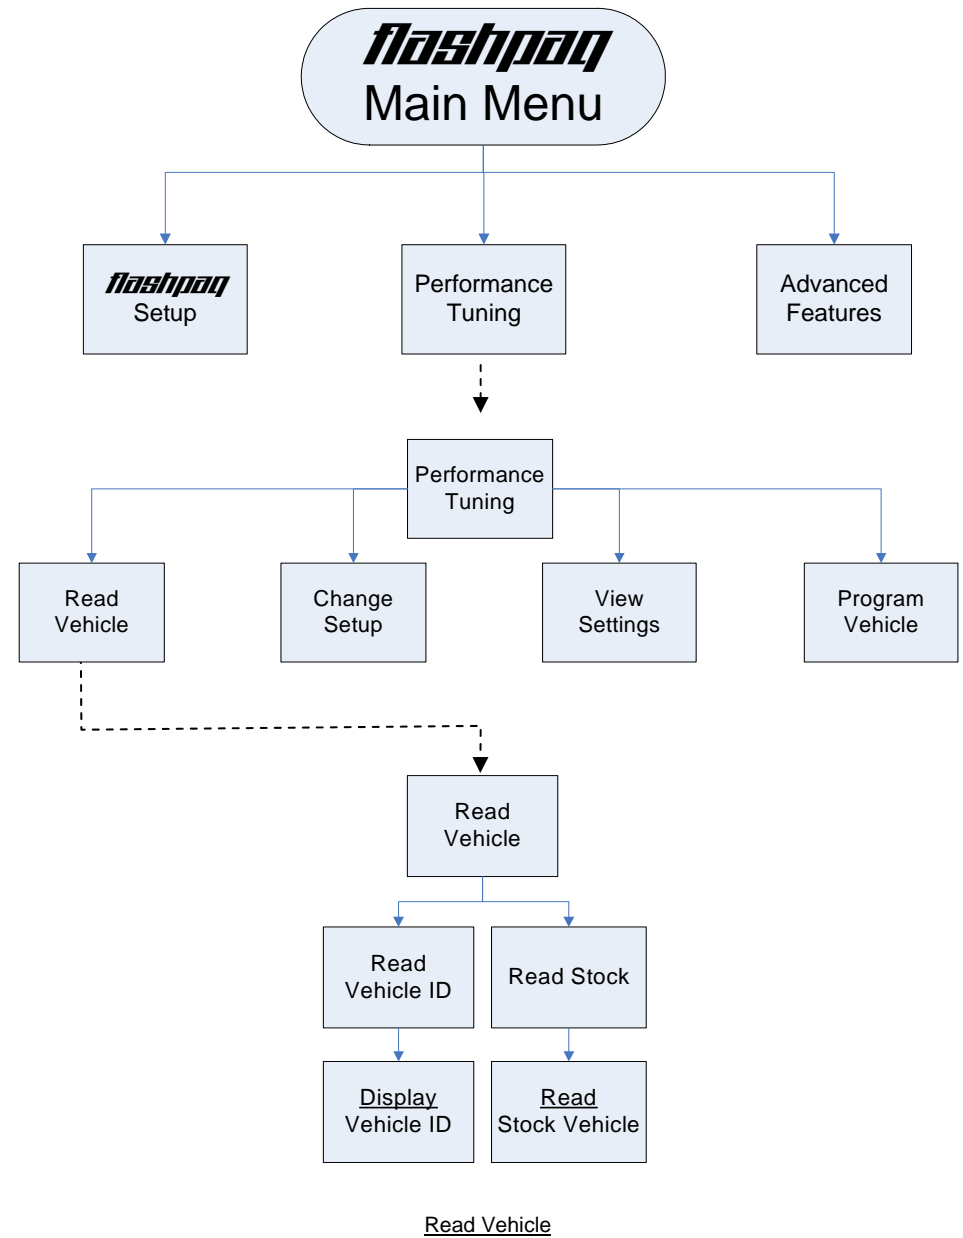 flashpaq
Main Menu
flashpaq
Setup
Performance
Tuning
Advanced
Features
Performance
Tuning
Read
Vehicle
Change
Setup
View
Settings
Program
Vehicle
Read
Vehicle
Read
Vehicle ID
Read Stock
Display
Vehicle ID
Read
Stock Vehicle
Read Vehicle